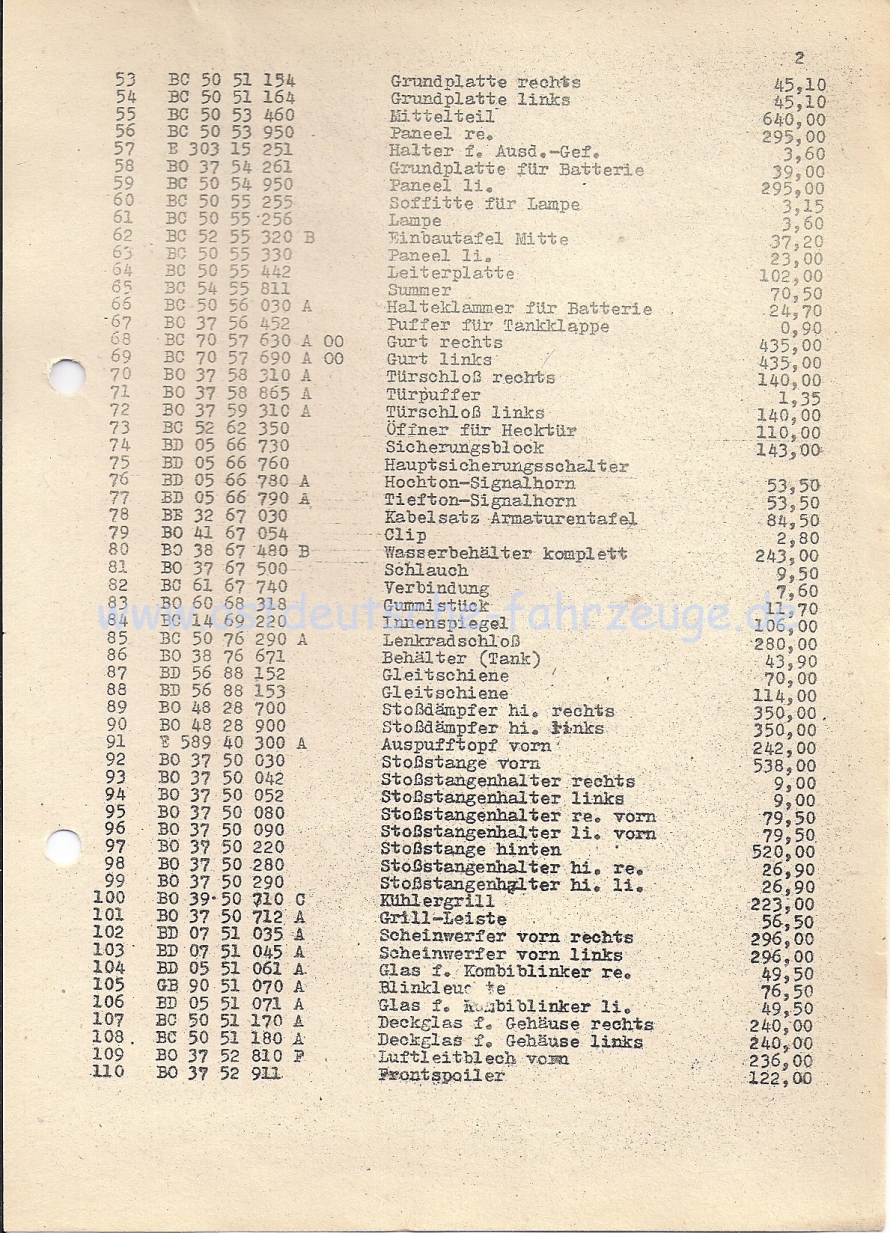 2
53 BC 50 51 154 Grundplatte rechts 45,10
54 BC 50 51 164 Grundplatte links 45,10
55 BC 50 53 460 Mittelteil 640,00
56 BC 50 53 950 Paneel re. 295,00
57 E 303 15 251 Halter f. Ausd.-Gef. 3,60
58 BO 37 54 261 Grundplatte für Batterie 39,00
59 BC 50 54 950 Paneel li. 295,00
60 BC 50 55 255 Soffitte für Lampe 3,15
61 BC 50 55 256 Lampe 3,60
62 BC 52 55 320 B Einbautafel Mitte 37,20
63 BC 50 55 330 Paneel li. 23,00
64 BC 50 55 442 Leiterplatte 102,00
65 BC 54 55 811 Summer 70,50
66 BC 50 56 030 A Halteklammer für Batterie 24,70
67 BO 37 56 452 Puffer für Tankklappe 0,90
68 BC 70 57 630 A 00 Gurt rechts 435,00
69 BC 70 57 690 A 00 Gurt links 435,00
70 BO 37 58 310 A Türschloß rechts 140,00
71 BO 37 58 865 A Türpuffer 1,35
72 BO 37 59 310 A Türschloß links 140,00
73 BC 52 62 350 Öffner für Hecktür 110,00
74 BD 05 66 730 Sicherungsblock 143,00
75 BD 05 66 760 Hauptsicherungsschalter
76 BD 05 66 780 A Hochton-Signalhorn 53,50
77 BD 05 66 790 A Tiefton-Signalhorn 53,50
78 BE 32 67 030 Kabelsatz Armaturentafel 84,50
79 BO 41 67 054 Clip 2,80
80 BO 38 67 480 B Wasserbehälter komplett 243,00
81 BO 37 67 500 Schlauch 9,50
82 BC 61 67 740 Verbindung 7,60
83 BO 60 68 318 Gummistück 11,70
www.ostdeutsche-fahrzeuge.de
84 BC 14 69 220 Innenspiegel 106,00
85 BC 50 76 290 A Lenkradschloß 280,00
86 BO 38 76 671 Behälter (Tank) 43,90
87 BD 56 88 152 Gleitschiene 70,00
88 BD 56 88 153 Gleitschiene 114,00
89 BO 48 28 700 Stoßdämpfer hi. rechts 350,00
90 BO 48 28 900 Stoßdämpfer hi. links 350,00
91 E 589 40 300 A Auspufftopf vorn 242,00
92 BO 37 50 030 Stoßstange vorn 538,00
93 BO 37 50 042 Stoßstangenhalter rechts 9,00
94 BO 37 50 052 Stoßstangenhalter links 9,00
95 BO 37 50 080 Stoßstangenhalter re. vorn 79,50
96 BO 37 50 090 Stoßstangenhalter li. vorn 79,50
97 BO 37 50 220 Stoßstange hinten 520,00
98 BO 37 50 280 Stoßstangenhalter hi. re. 26,90
99 BO 37 50 290 Stoßstangenhalter hi. li. 26,90
100 BO 39 50 710 C Kühlergrill 223,00
101 BO 37 50 712 A Grill-Leiste 56,50
102 BD 07 51 035 A Scheinwerfer vorn rechts 296,00
103 BD 07 51 045 A Scheinwerfer vorn links 296,00
104 BD 05 51 061 A Glas f. Kombiblinker re. 49,50
105 GB 90 51 070 A Blinkleuchte 76,50
106 BD 05 51 071 A Glas f. Kombiblinker li. 49,50
107 BC 50 51 170 A Deckglas f. Gehäuse rechts 240,00
108 BC 50 51 180 A Deckglas f. Gehäuse links 240,00
109 BO 37 52 810 F Luftleitblech vorn 236,00
110 BO 37 52 911 Frontspoiler 122,00